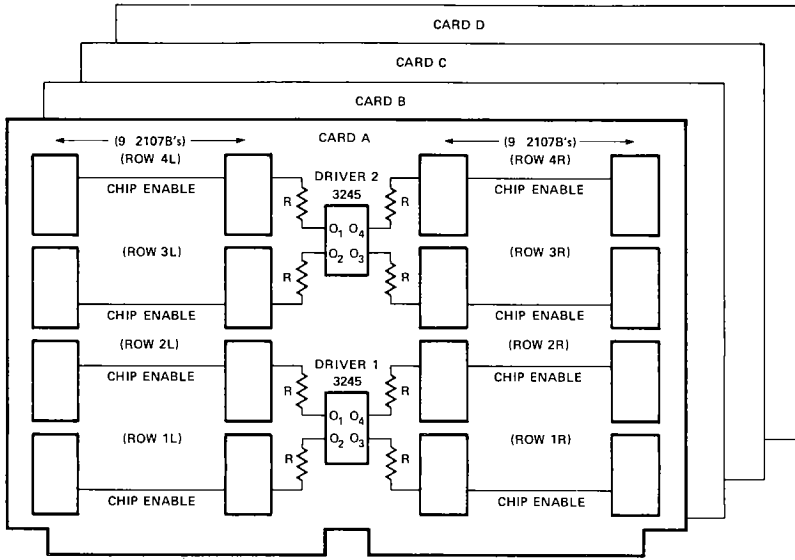 CARD D
CARD C
CARD B
CARD A
(9 2107B's)
(ROW 4L)
CHIP ENABLE
(9 2107B's)
(ROW 4R)
CHIP ENABLE
DRIVER 2
3245
R
R
O₁ O₄
O₂ O₃
R
R
(ROW 3L)
CHIP ENABLE
(ROW 3R)
CHIP ENABLE
(ROW 2L)
CHIP ENABLE
(ROW 2R)
CHIP ENABLE
DRIVER 1
3245
R
R
O₁ O₄
O₂ O₃
R
R
(ROW 1L)
CHIP ENABLE
(ROW 1R)
CHIP ENABLE